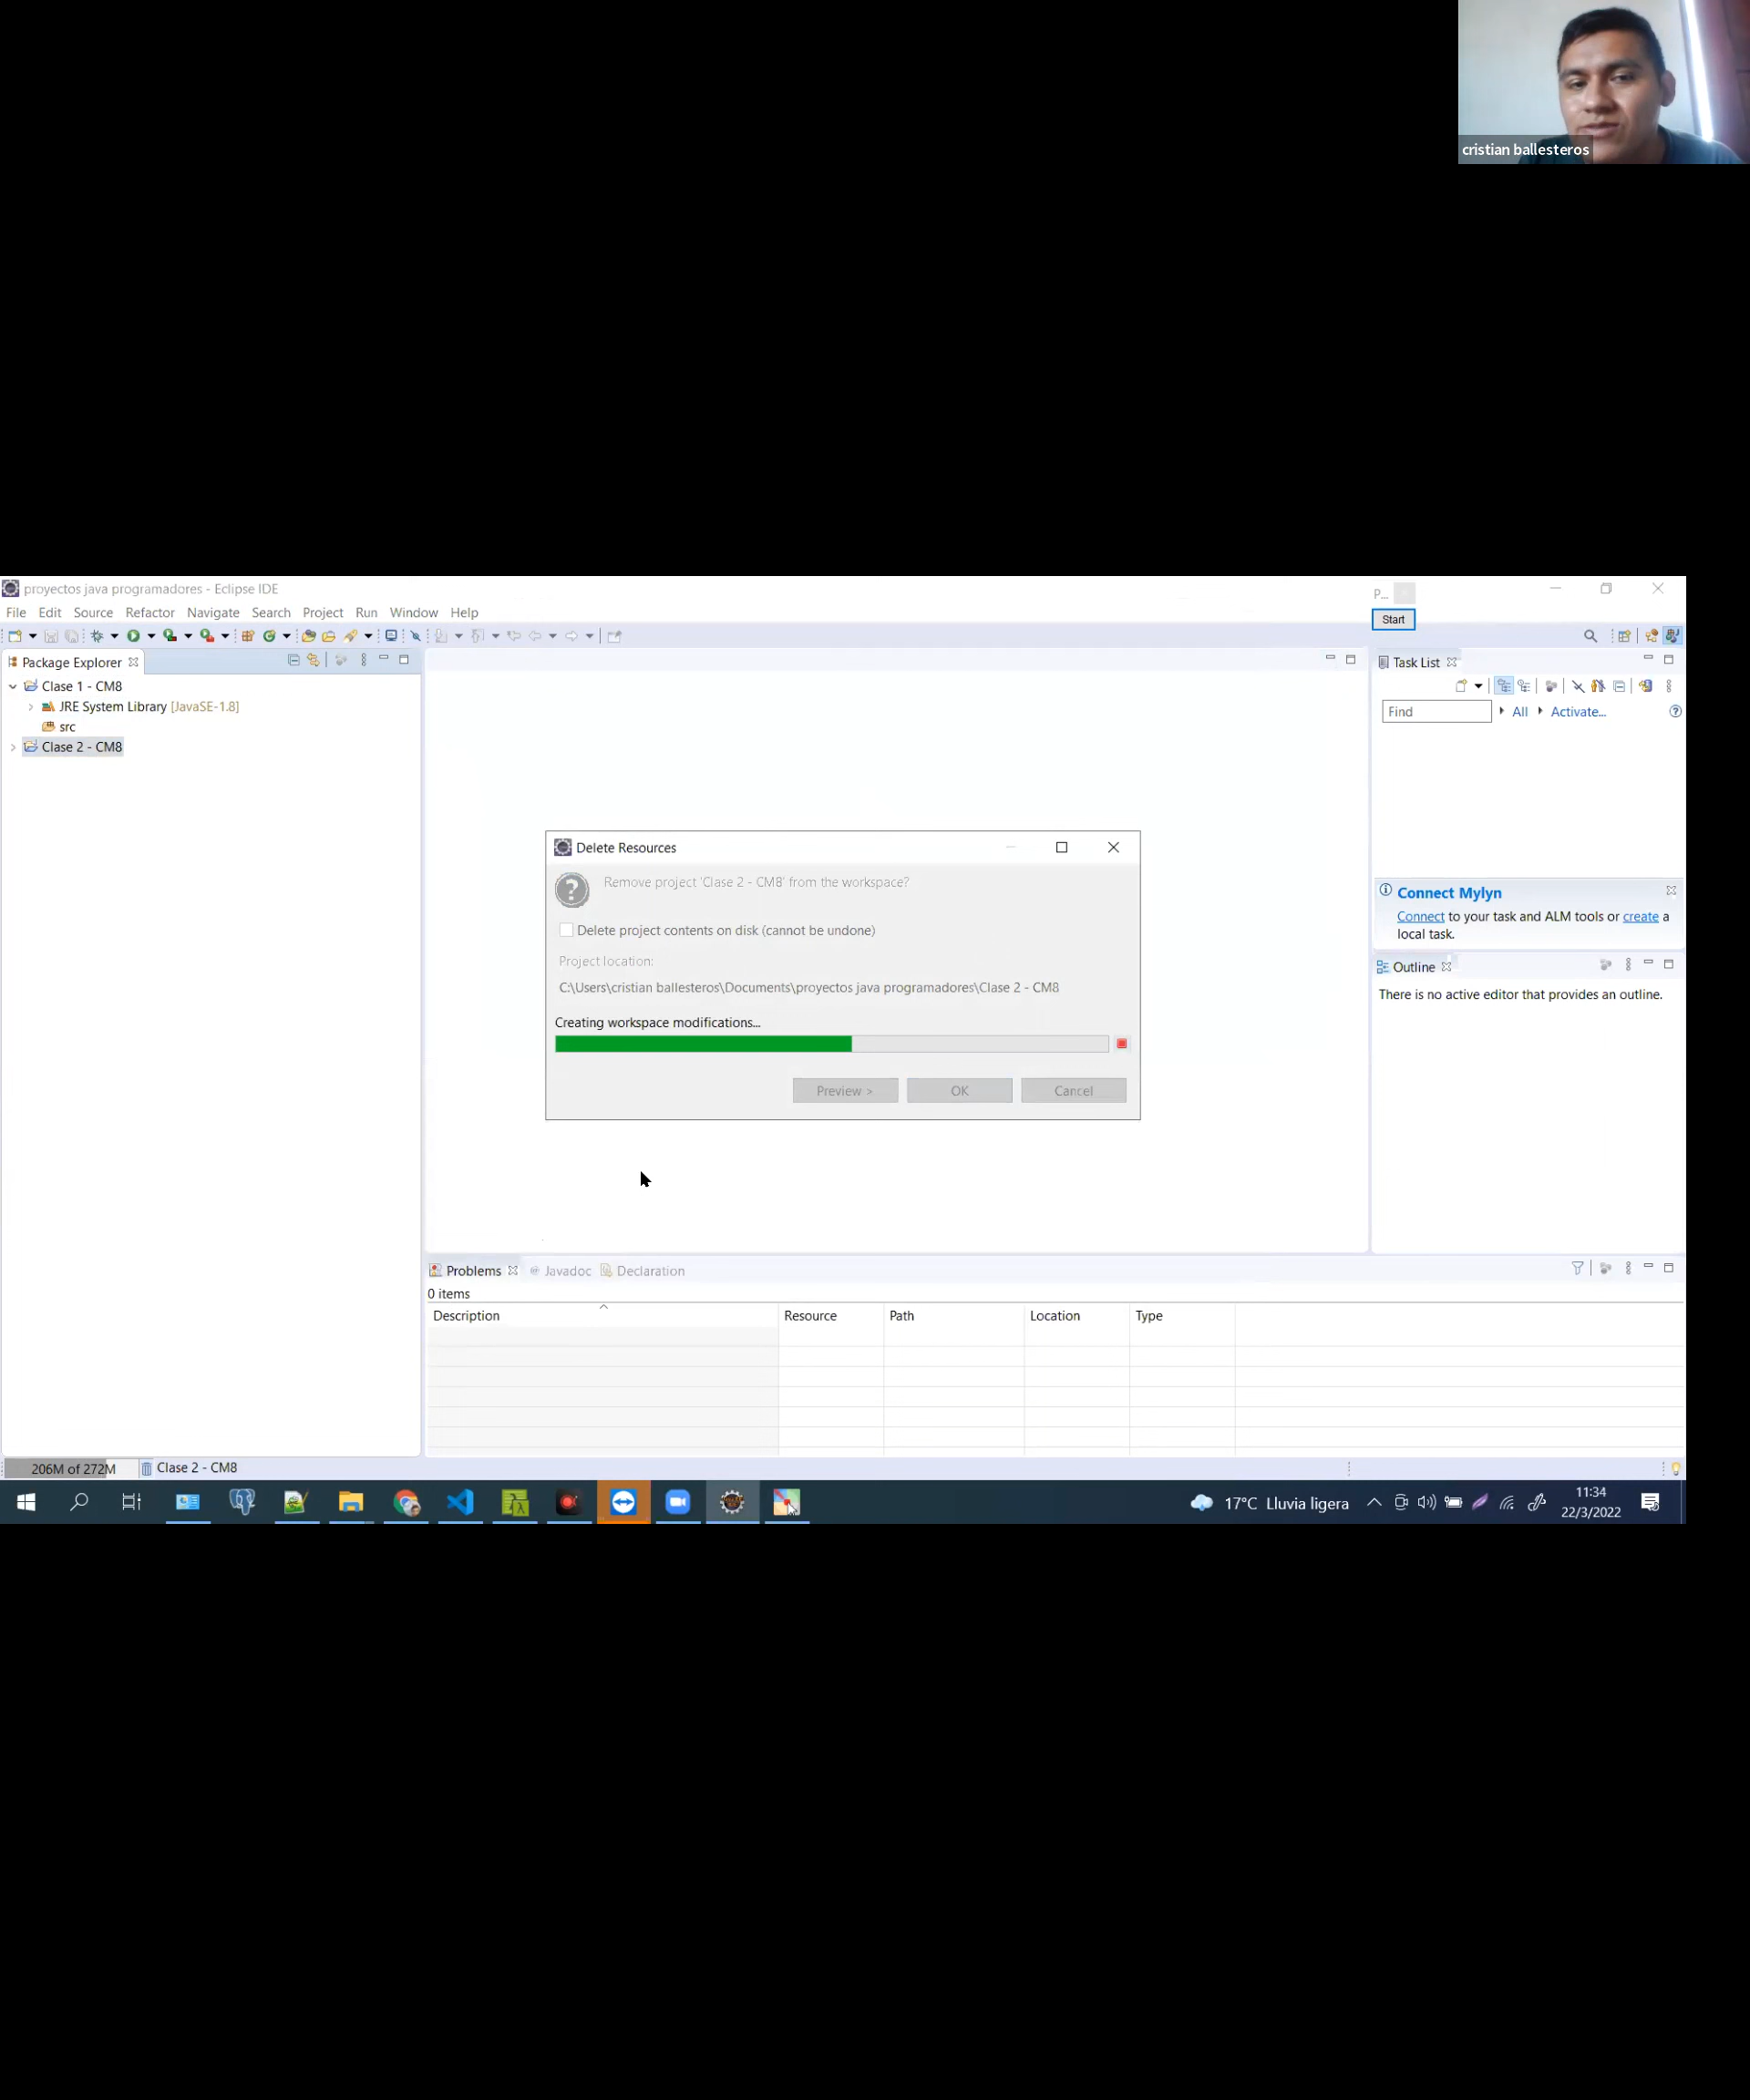 cristian ballesteros
proyectos java programadores - Eclipse IDE
P...
File Edit Source Refactor Navigate Search Project Run Window Help
Start
Package Explorer
Task List
Clase 1 - CM8
JRE System Library [JavaSE-1.8]
src
Clase 2 - CM8
Find
All
Activate...
Delete Resources
Remove project 'Clase 2 - CM8' from the workspace?
Delete project contents on disk (cannot be undone)
Project location:
C:\Users\cristian ballesteros\Documents\proyectos java programadores\Clase 2 - CM8
Creating workspace modifications...
Preview >
OK
Cancel
Connect Mylyn
Connect to your task and ALM tools or create a
local task.
Outline
There is no active editor that provides an outline.
Problems Javadoc Declaration
0 items
Description Resource Path Location Type
206M of 272M
Clase 2 - CM8
17°C Lluvia ligera
11:34
22/3/2022